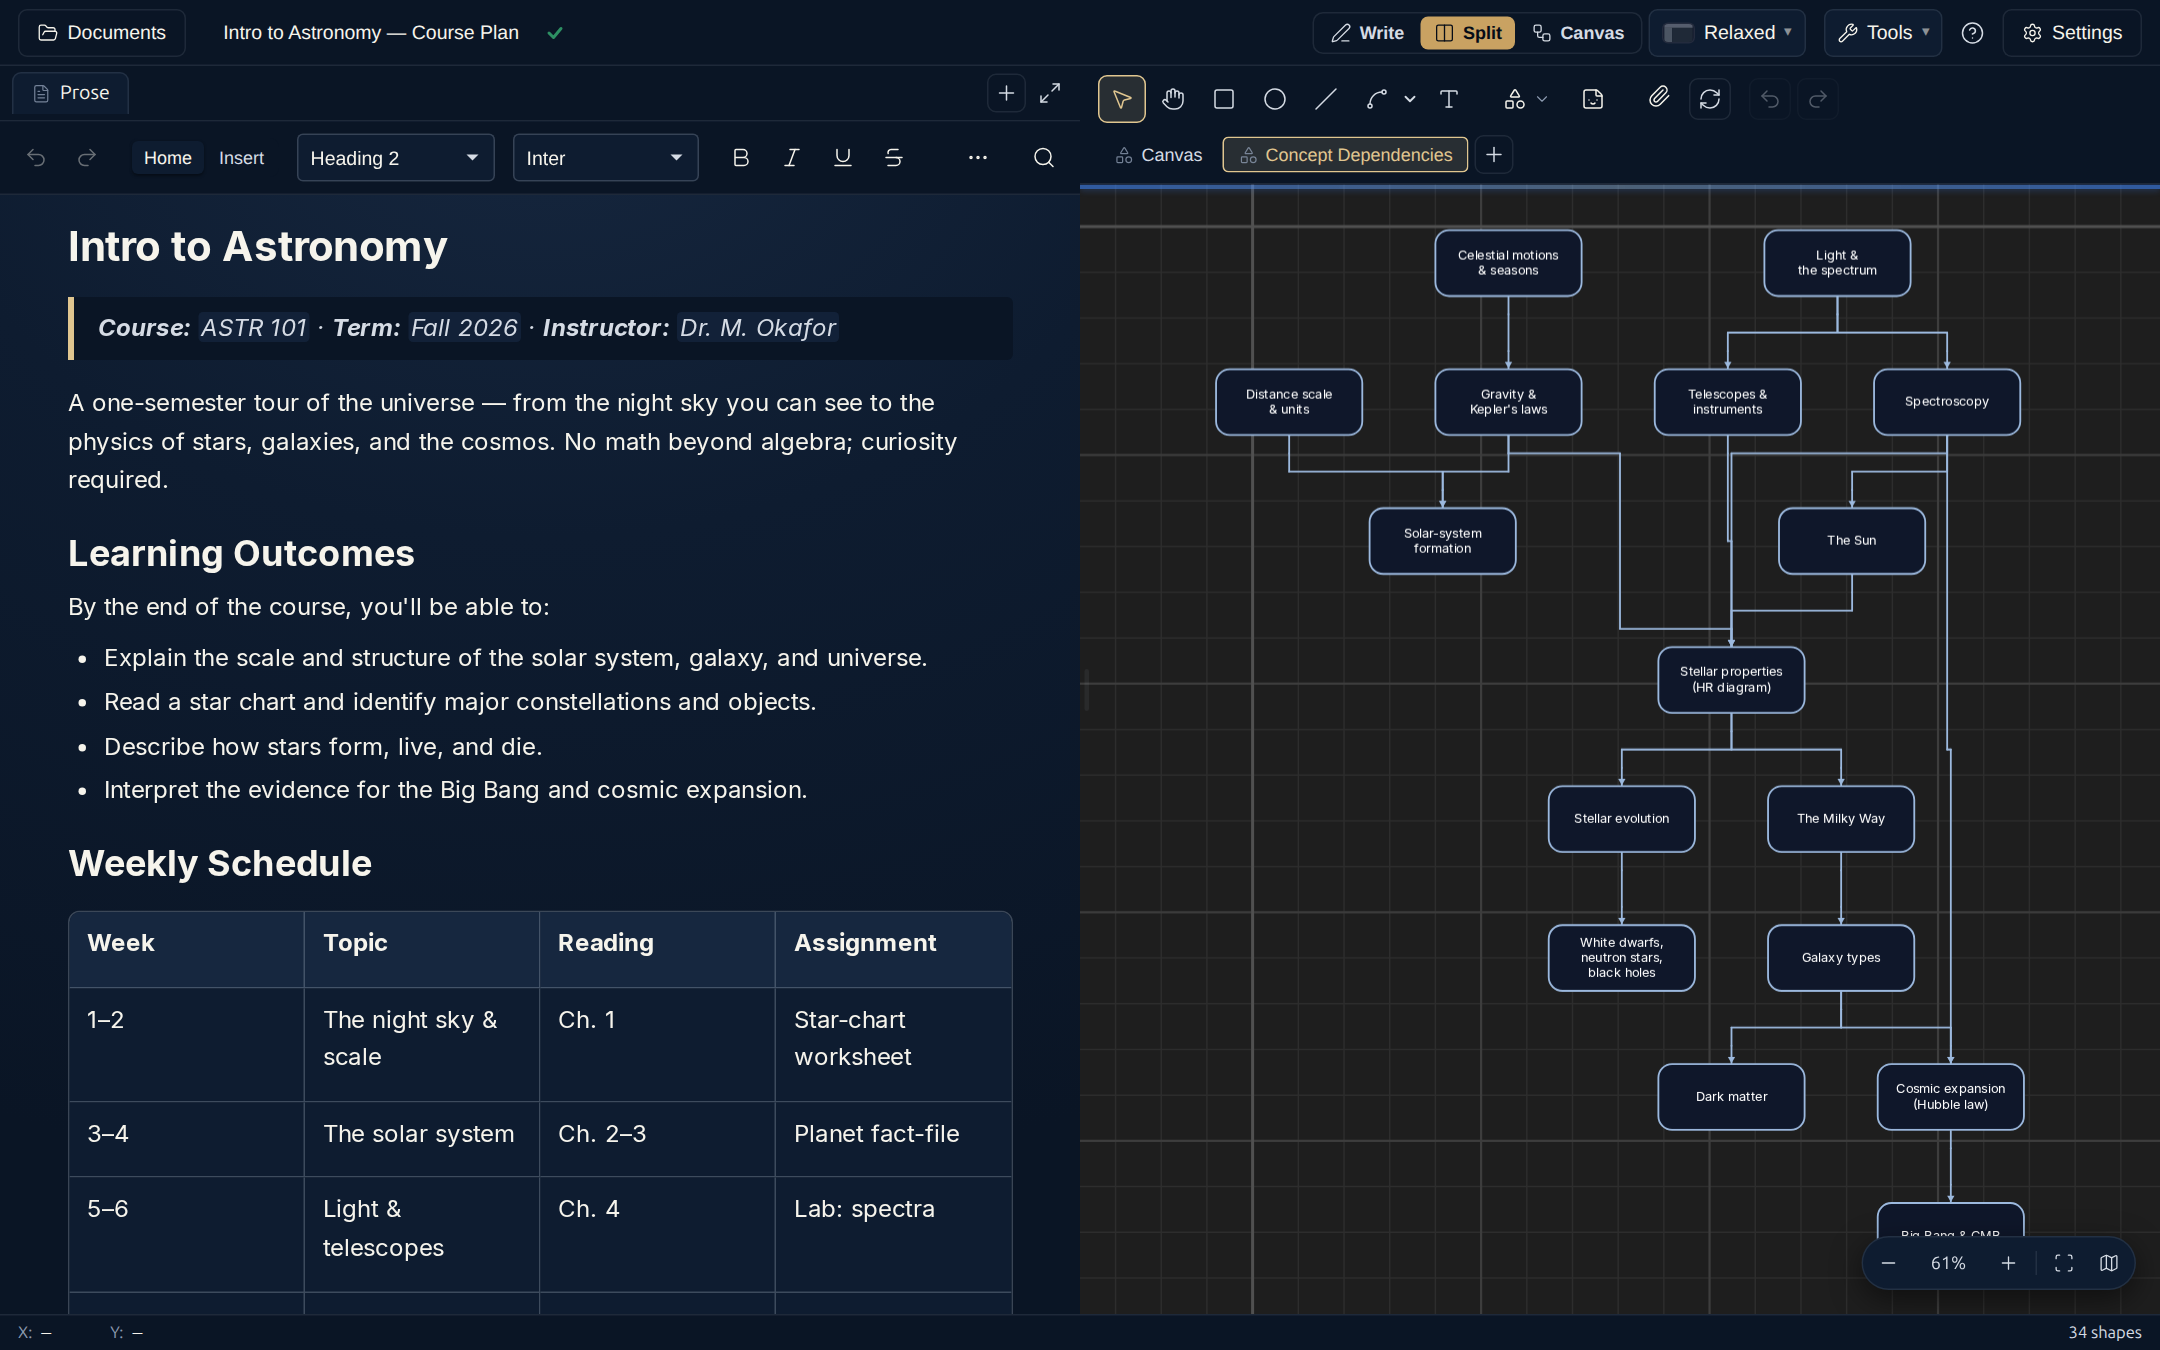 Documents
Intro to Astronomy — Course Plan
Write
Split
Canvas
Relaxed
Tools
Settings
Prose
Home
Insert
Heading 2
Inter
B I U S
Intro to Astronomy
Course: ASTR 101 · Term: Fall 2026 · Instructor: Dr. M. Okafor
A one-semester tour of the universe — from the night sky you can see to the
physics of stars, galaxies, and the cosmos. No math beyond algebra; curiosity
required.
Learning Outcomes
By the end of the course, you'll be able to:
• Explain the scale and structure of the solar system, galaxy, and universe.
• Read a star chart and identify major constellations and objects.
• Describe how stars form, live, and die.
• Interpret the evidence for the Big Bang and cosmic expansion.
Weekly Schedule
Week Topic Reading Assignment
1–2 The night sky & Ch. 1 Star-chart
scale worksheet
3–4 The solar system Ch. 2–3 Planet fact-file
5–6 Light & Ch. 4 Lab: spectra
telescopes
Canvas
Concept Dependencies
Celestial motions
& seasons
Light &
the spectrum
Distance scale
& units
Gravity &
Kepler's laws
Telescopes &
instruments
Spectroscopy
Solar-system
formation
The Sun
Stellar properties
(HR diagram)
Stellar evolution
The Milky Way
White dwarfs,
neutron stars,
black holes
Galaxy types
Dark matter
Cosmic expansion
(Hubble law)
Big Bang & CMB
61%
X: –
Y: –
34 shapes